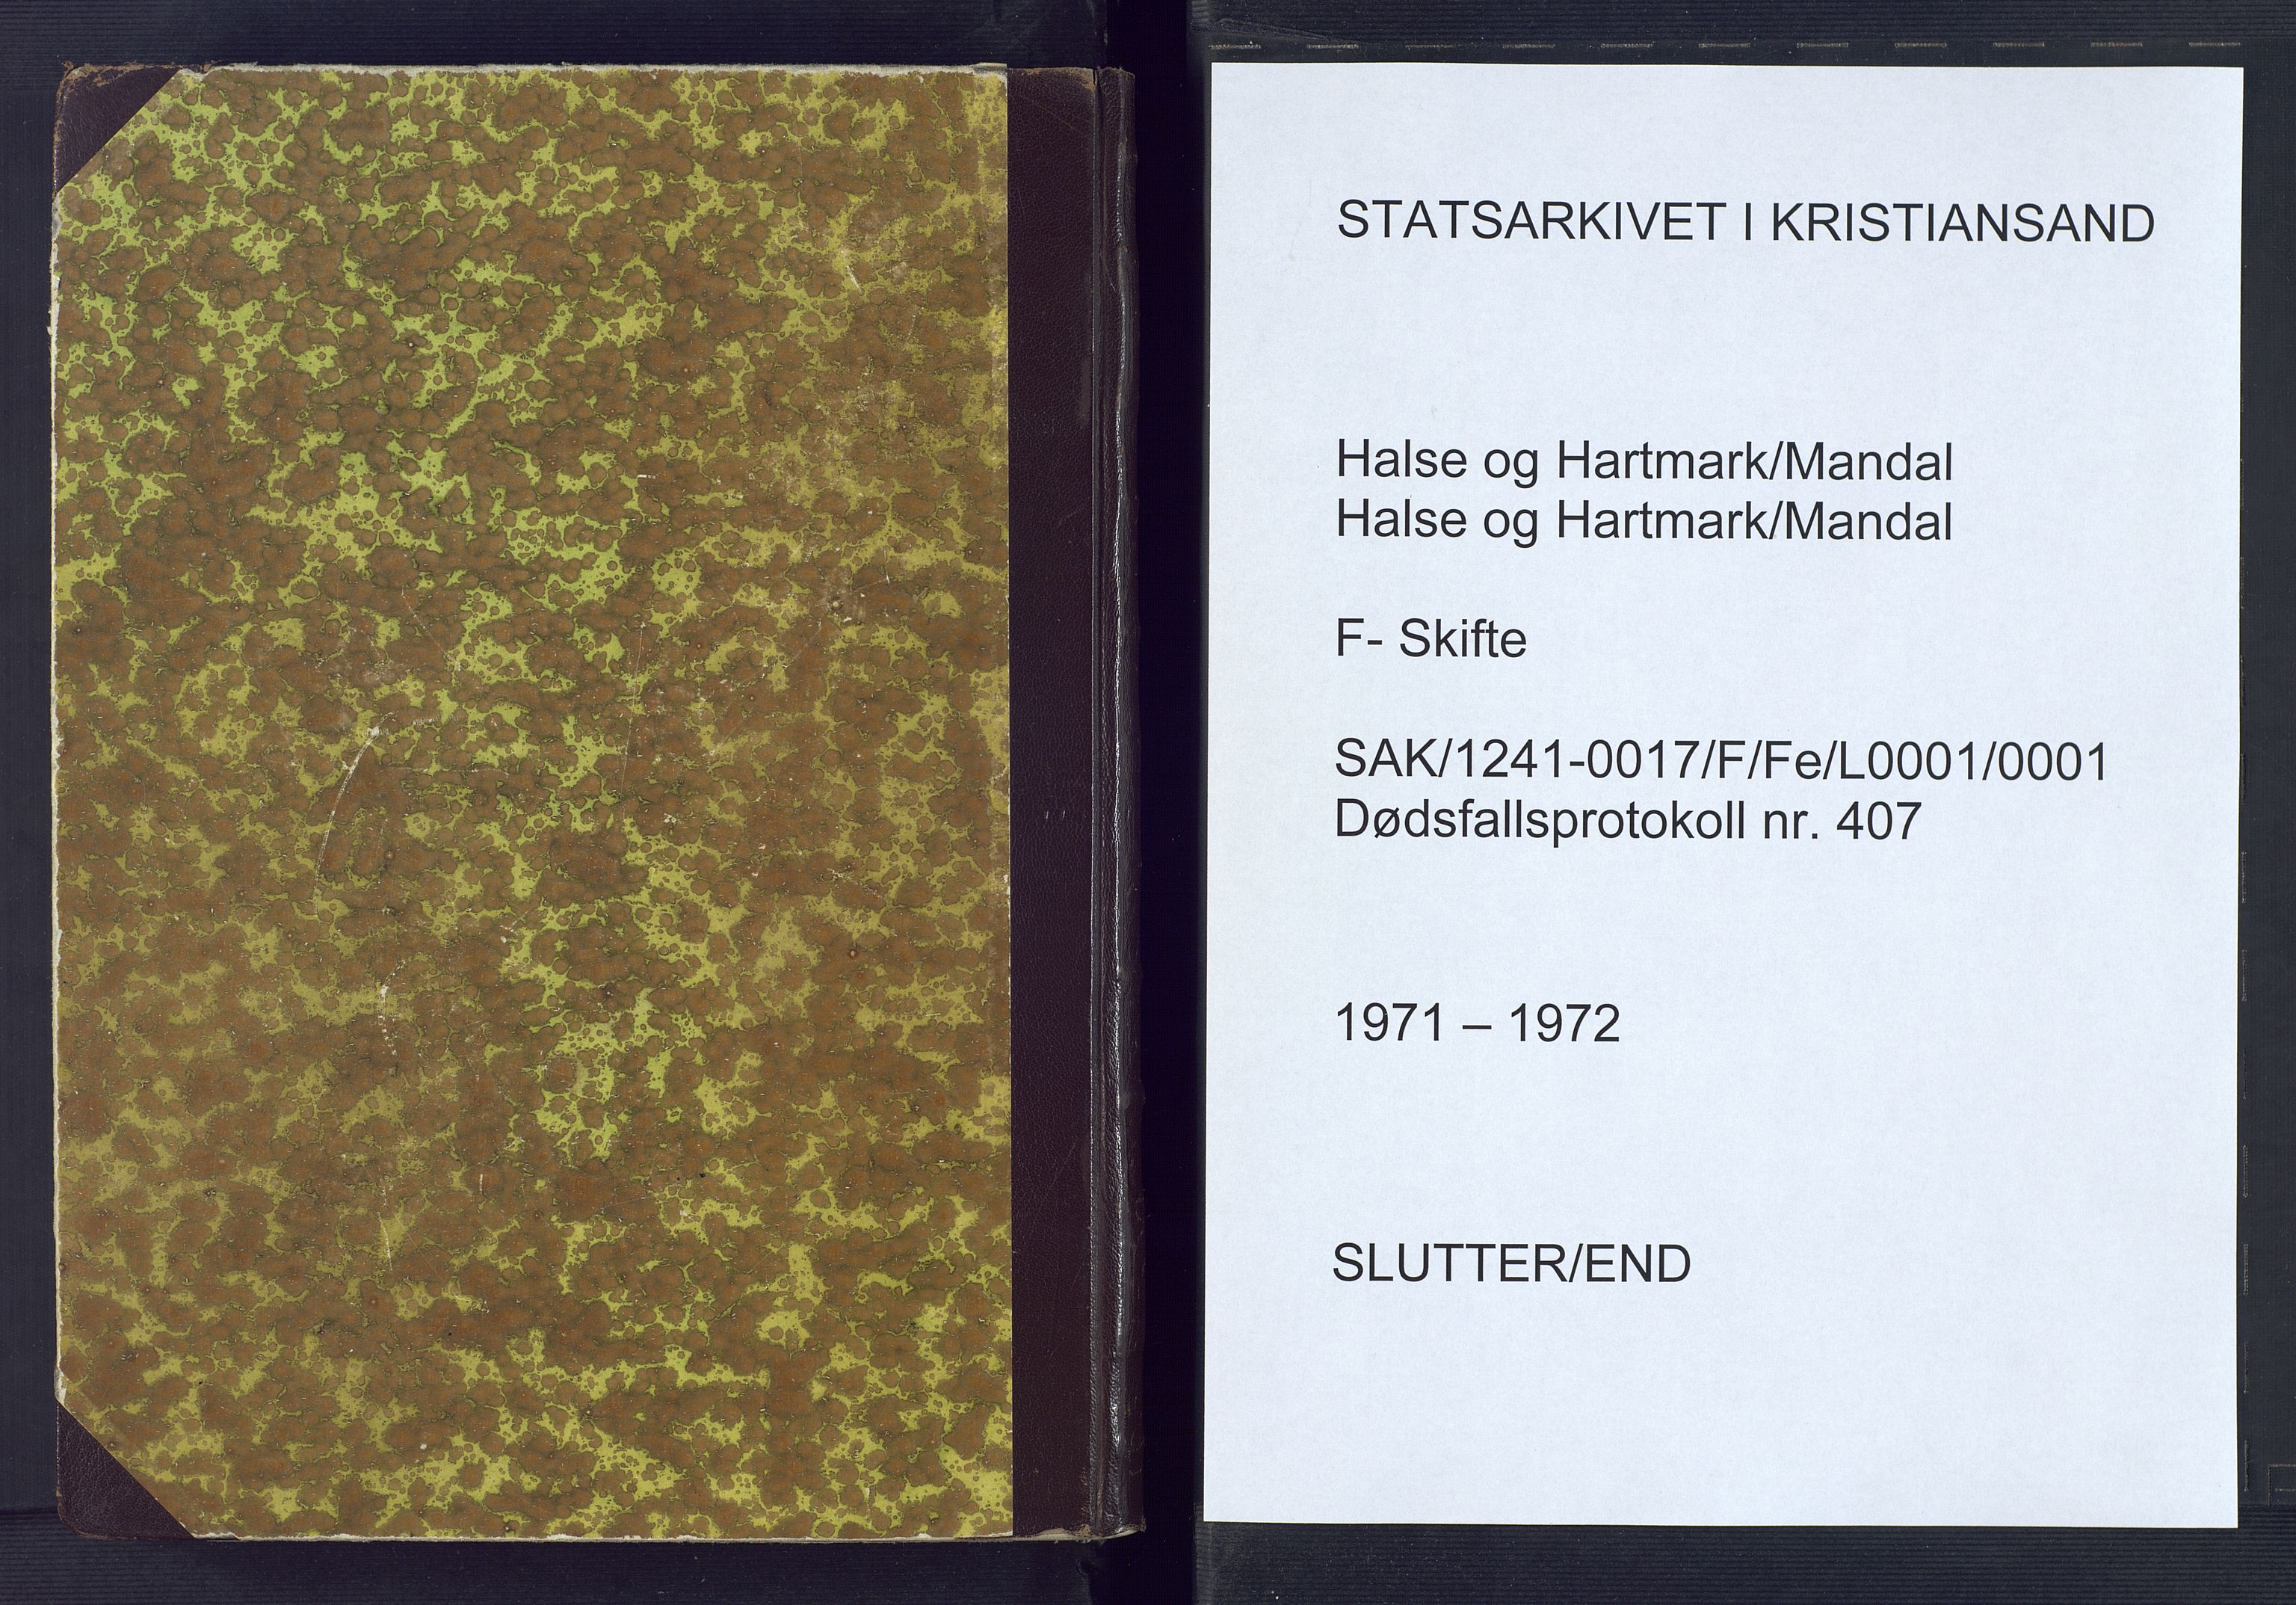 STATSARKIVET I KRISTIANSAND
Halse og Hartmark/Mandal
Halse og Hartmark/Mandal
F- Skifte
SAK/1241-0017/F/Fe/L0001/0001
Dødsfallsprotokoll nr. 407
1971 – 1972
SLUTTER/END